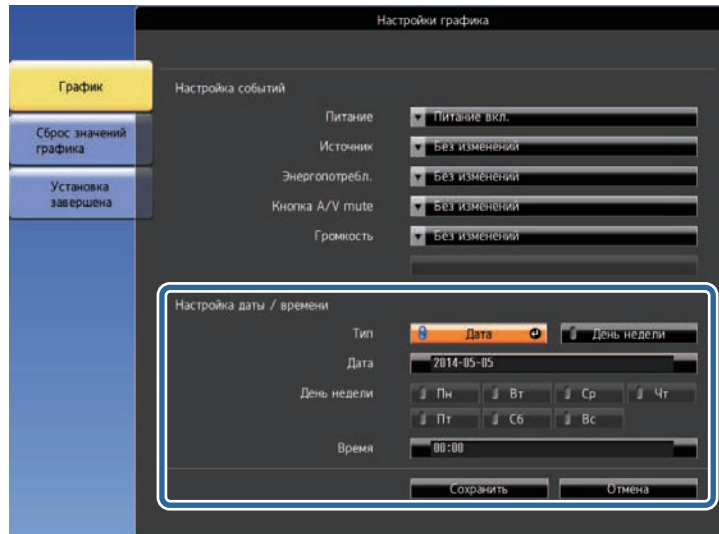 Настройки графика
График
Сброс значений
графика
Установка
завершена
Настройка событий
Питание Питание вкл.
Источник Без изменений
Энергопотребл. Без изменений
Кнопка A/V mute Без изменений
Громкость Без изменений
Настройка даты / времени
Тип Дата День недели
Дата 2014-05-05
День недели Пн Вт Ср Чт
Пт Сб Вс
Время 00:00
Сохранить Отмена